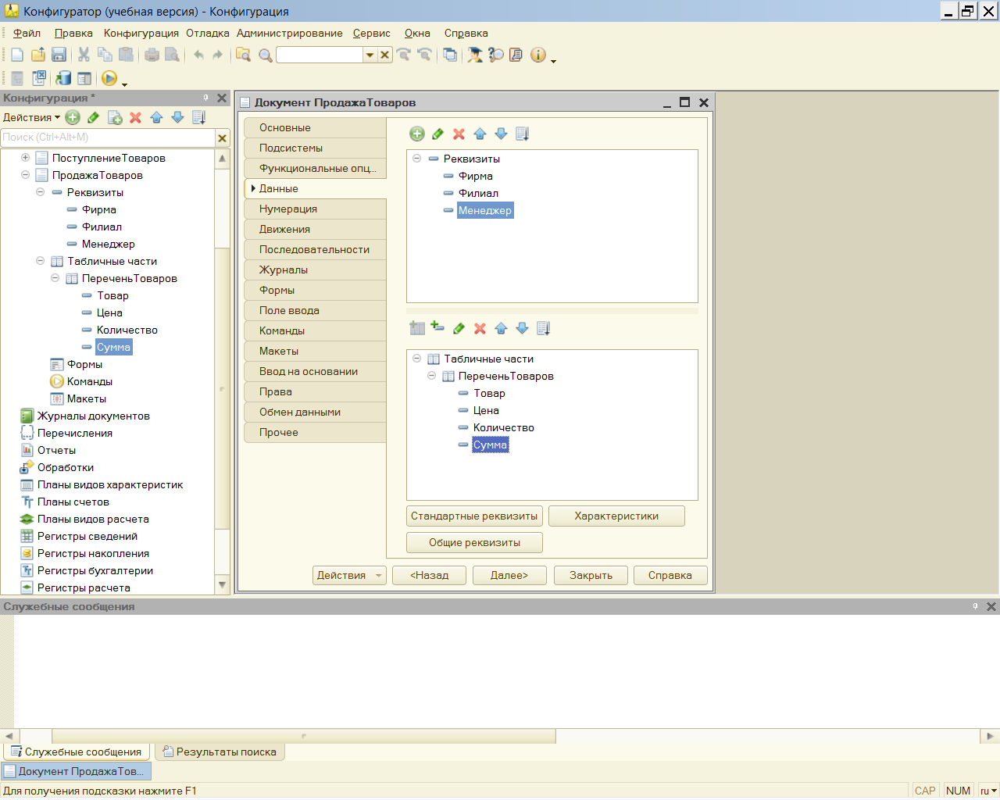 Конфигуратор (учебная версия) - Конфигурация
Файл Правка Конфигурация Отладка Администрирование Сервис Окна Справка
Конфигурация *
Действия
Поиск (Ctrl+Alt+M)
ПоступлениеТоваров
ПродажаТоваров
Реквизиты
Фирма
Филиал
Менеджер
Табличные части
ПереченьТоваров
Товар
Цена
Количество
Сумма
Формы
Команды
Макеты
Журналы документов
Перечисления
Отчеты
Обработки
Планы видов характеристик
Планы счетов
Планы видов расчета
Регистры сведений
Регистры накопления
Регистры бухгалтерии
Регистры расчета
Документ ПродажаТоваров
Основные
Подсистемы
Функциональные опц...
Данные
Нумерация
Движения
Последовательности
Журналы
Формы
Поле ввода
Команды
Макеты
Ввод на основании
Права
Обмен данными
Прочее
Реквизиты
Фирма
Филиал
Менеджер
Табличные части
ПереченьТоваров
Товар
Цена
Количество
Сумма
Стандартные реквизиты Характеристики
Общие реквизиты
Действия <Назад Далее> Закрыть Справка
Служебные сообщения
Служебные сообщения Результаты поиска
Документ ПродажаТов...
Для получения подсказки нажмите F1 CAP NUM ru